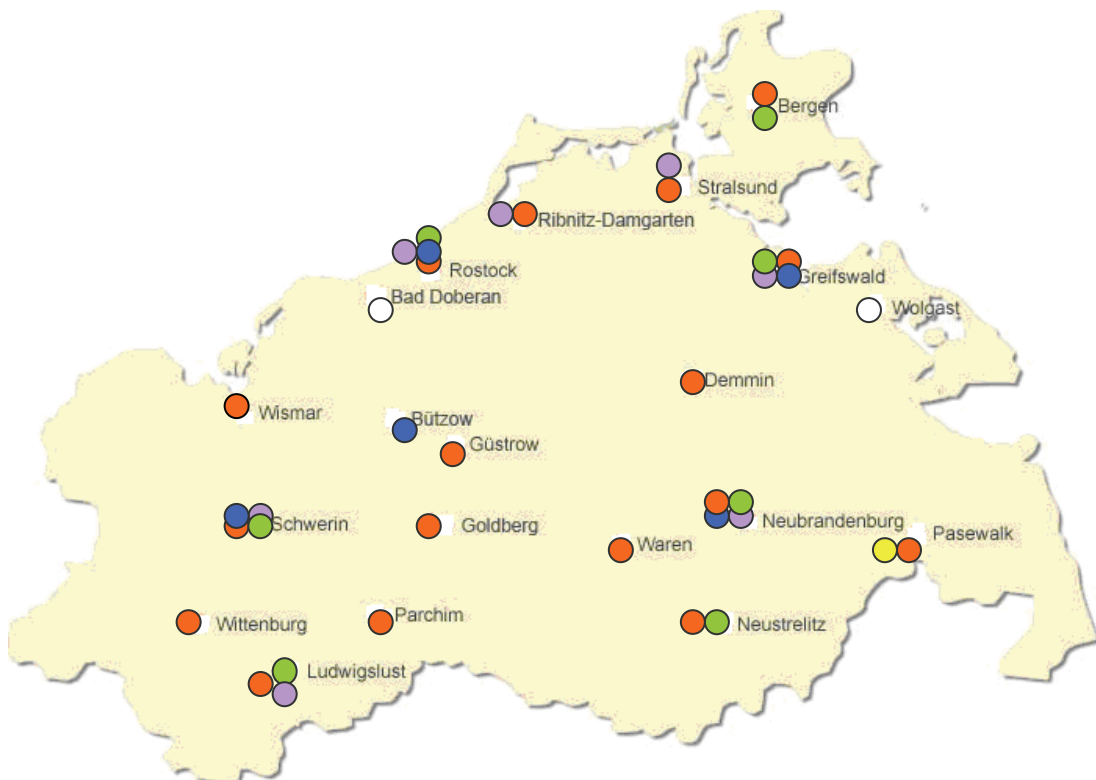 Bergen
Stralsund
Ribnitz-Damgarten
Rostock
Greifswald
Bad Doberan
Wolgast
Demmin
Wismar
Bützow
Güstrow
Schwerin
Goldberg
Neubrandenburg
Waren
Pasewalk
Wittenburg
Parchim
Neustrelitz
Ludwigslust